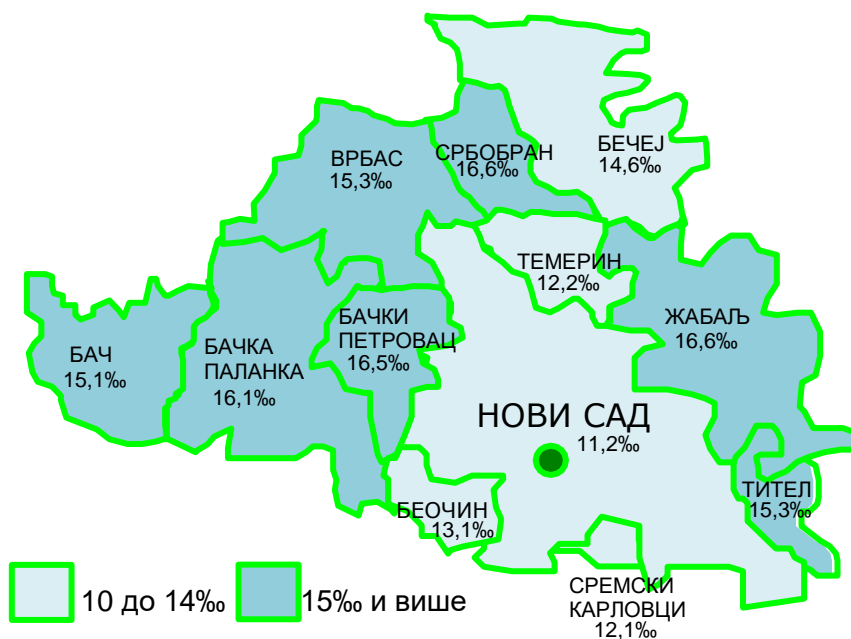 БЕЧЕЈ
14,6‰
ВРБАС
15,3‰
СРБОБРАН
16,6‰
ТЕМЕРИН
12,2‰
ЖАБАЉ
16,6‰
БАЧКИ
ПЕТРОВАЦ
16,5‰
БАЧ
15,1‰
БАЧКА
ПАЛАНКА
16,1‰
НОВИ САД
11,2‰
ТИТЕЛ
15,3‰
БЕОЧИН
13,1‰
СРЕМСКИ
КАРЛОВЦИ
12,1‰
10 до 14‰
15‰ и више